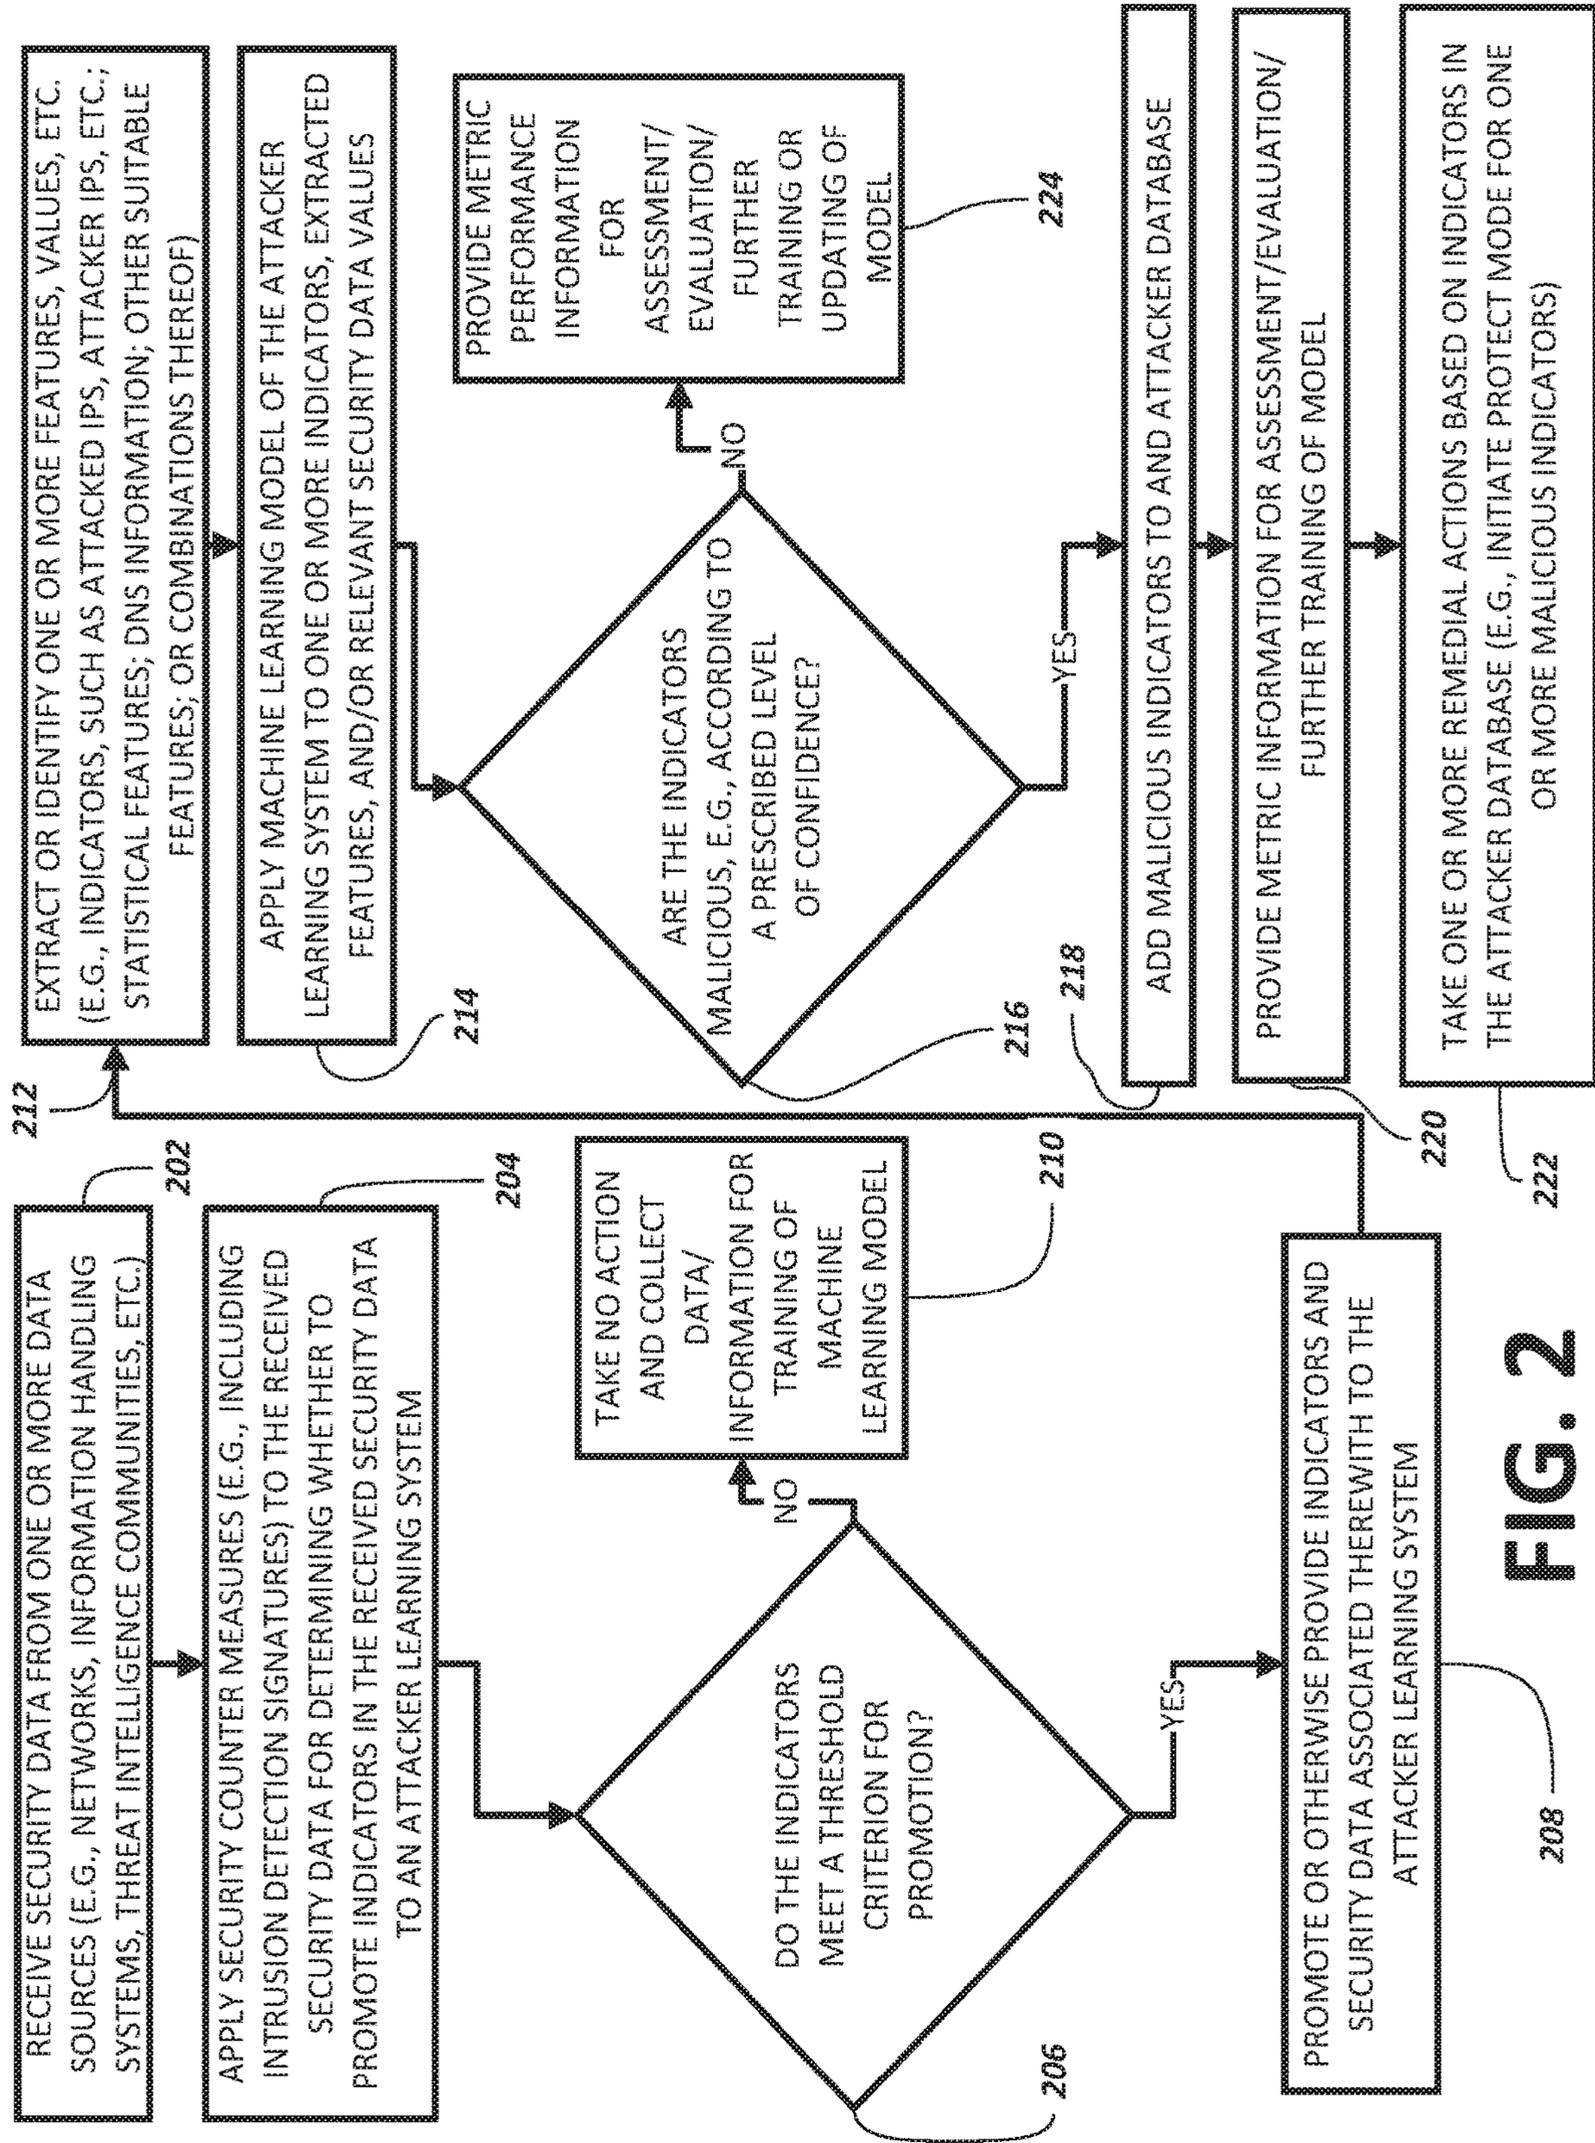 RECEIVE SECURITY DATA FROM ONE OR MORE DATA
SOURCES (E.G., NETWORKS, INFORMATION HANDLING
SYSTEMS, THREAT INTELLIGENCE COMMUNITIES, ETC.)
202
APPLY SECURITY COUNTER MEASURES (E.G., INCLUDING
INTRUSION DETECTION SIGNATURES) TO THE RECEIVED
SECURITY DATA FOR DETERMINING WHETHER TO
PROMOTE INDICATORS IN THE RECEIVED SECURITY DATA
TO AN ATTACKER LEARNING SYSTEM
204
DO THE INDICATORS
MEET A THRESHOLD
CRITERION FOR
PROMOTION?
206
NO
TAKE NO ACTION
AND COLLECT
DATA/
INFORMATION FOR
TRAINING OF
MACHINE
LEARNING MODEL
210
YES
PROMOTE OR OTHERWISE PROVIDE INDICATORS AND
SECURITY DATA ASSOCIATED THEREWITH TO THE
ATTACKER LEARNING SYSTEM
208
212
EXTRACT OR IDENTIFY ONE OR MORE FEATURES, VALUES, ETC.
(E.G., INDICATORS, SUCH AS ATTACKED IPS, ATTACKER IPS, ETC.;
STATISTICAL FEATURES; DNS INFORMATION; OTHER SUITABLE
FEATURES; OR COMBINATIONS THEREOF)
APPLY MACHINE LEARNING MODEL OF THE ATTACKER
LEARNING SYSTEM TO ONE OR MORE INDICATORS, EXTRACTED
FEATURES, AND/OR RELEVANT SECURITY DATA VALUES
214
ARE THE INDICATORS
MALICIOUS, E.G., ACCORDING TO
A PRESCRIBED LEVEL
OF CONFIDENCE?
216
NO
PROVIDE METRIC
PERFORMANCE
INFORMATION
FOR
ASSESSMENT/
EVALUATION/
FURTHER
TRAINING OR
UPDATING OF
MODEL
224
YES
218
ADD MALICIOUS INDICATORS TO AND ATTACKER DATABASE
PROVIDE METRIC INFORMATION FOR ASSESSMENT/EVALUATION/
FURTHER TRAINING OF MODEL
220
TAKE ONE OR MORE REMEDIAL ACTIONS BASED ON INDICATORS IN
THE ATTACKER DATABASE (E.G., INITIATE PROTECT MODE FOR ONE
OR MORE MALICIOUS INDICATORS)
222
FIG. 2